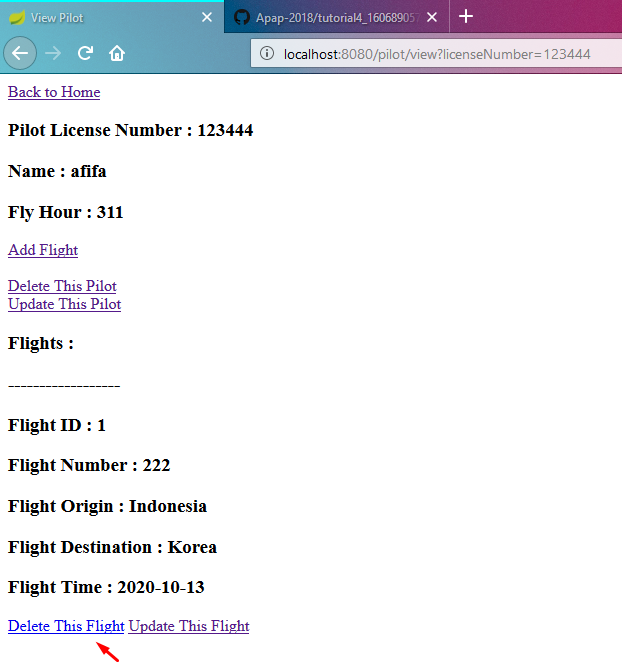 View Pilot
Apap-2018/tutorial4_160689057
localhost:8080/pilot/view?licenseNumber=123444
Back to Home
Pilot License Number : 123444
Name : afifa
Fly Hour : 311
Add Flight
Delete This Pilot
Update This Pilot
Flights :
------------------
Flight ID : 1
Flight Number : 222
Flight Origin : Indonesia
Flight Destination : Korea
Flight Time : 2020-10-13
Delete This Flight Update This Flight